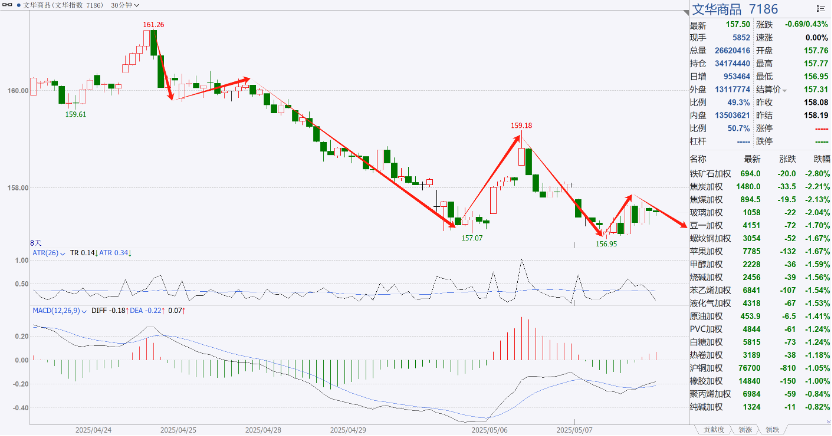 文华商品(文华指数 7186) 30分钟
文华商品 7186
161.26
160.00
159.61
159.18
158.00
157.07
156.95
8天
ATR(26) TR 0.14↓ATR 0.34↓
1.00
0.50
MACD(12,26,9) DIFF -0.18↑DEA -0.22↑ 0.07↑
0.20
0.00
-0.20
-0.40
2025/04/24 2025/04/25 2025/04/28 2025/04/29 2025/05/06 2025/05/07
最新 157.50 涨跌 -0.69/0.43%
现手 5852 速涨 0.00%
总量 26620416 开盘 157.76
持仓 34174440 最高 157.77
日增 953464 最低 156.95
外盘 13117774 结算价 157.31
比例 49.3% 昨收 158.08
内盘 13503621 昨结 158.19
比例 50.7% 涨停 -----
杠杆 ----- 跌停 -----
名称 最新 涨跌 跌幅
铁矿石加权 694.0 -20.0 -2.80%
焦炭加权 1480.0 -33.5 -2.21%
焦煤加权 894.5 -19.5 -2.13%
玻璃加权 1058 -22 -2.04%
豆一加权 4151 -72 -1.70%
螺纹钢加权 3054 -52 -1.67%
苹果加权 7785 -132 -1.67%
甲醇加权 2228 -36 -1.59%
烧碱加权 2456 -39 -1.56%
苯乙烯加权 6841 -107 -1.54%
液化气加权 4318 -67 -1.53%
原油加权 453.9 -6.5 -1.41%
PVC加权 4844 -61 -1.24%
白糖加权 5815 -73 -1.24%
热卷加权 3189 -38 -1.18%
沪铜加权 76700 -810 -1.05%
橡胶加权 14840 -150 -1.00%
聚丙烯加权 6984 -59 -0.84%
纯碱加权 1324 -11 -0.82%
贡献度 领涨 领跌